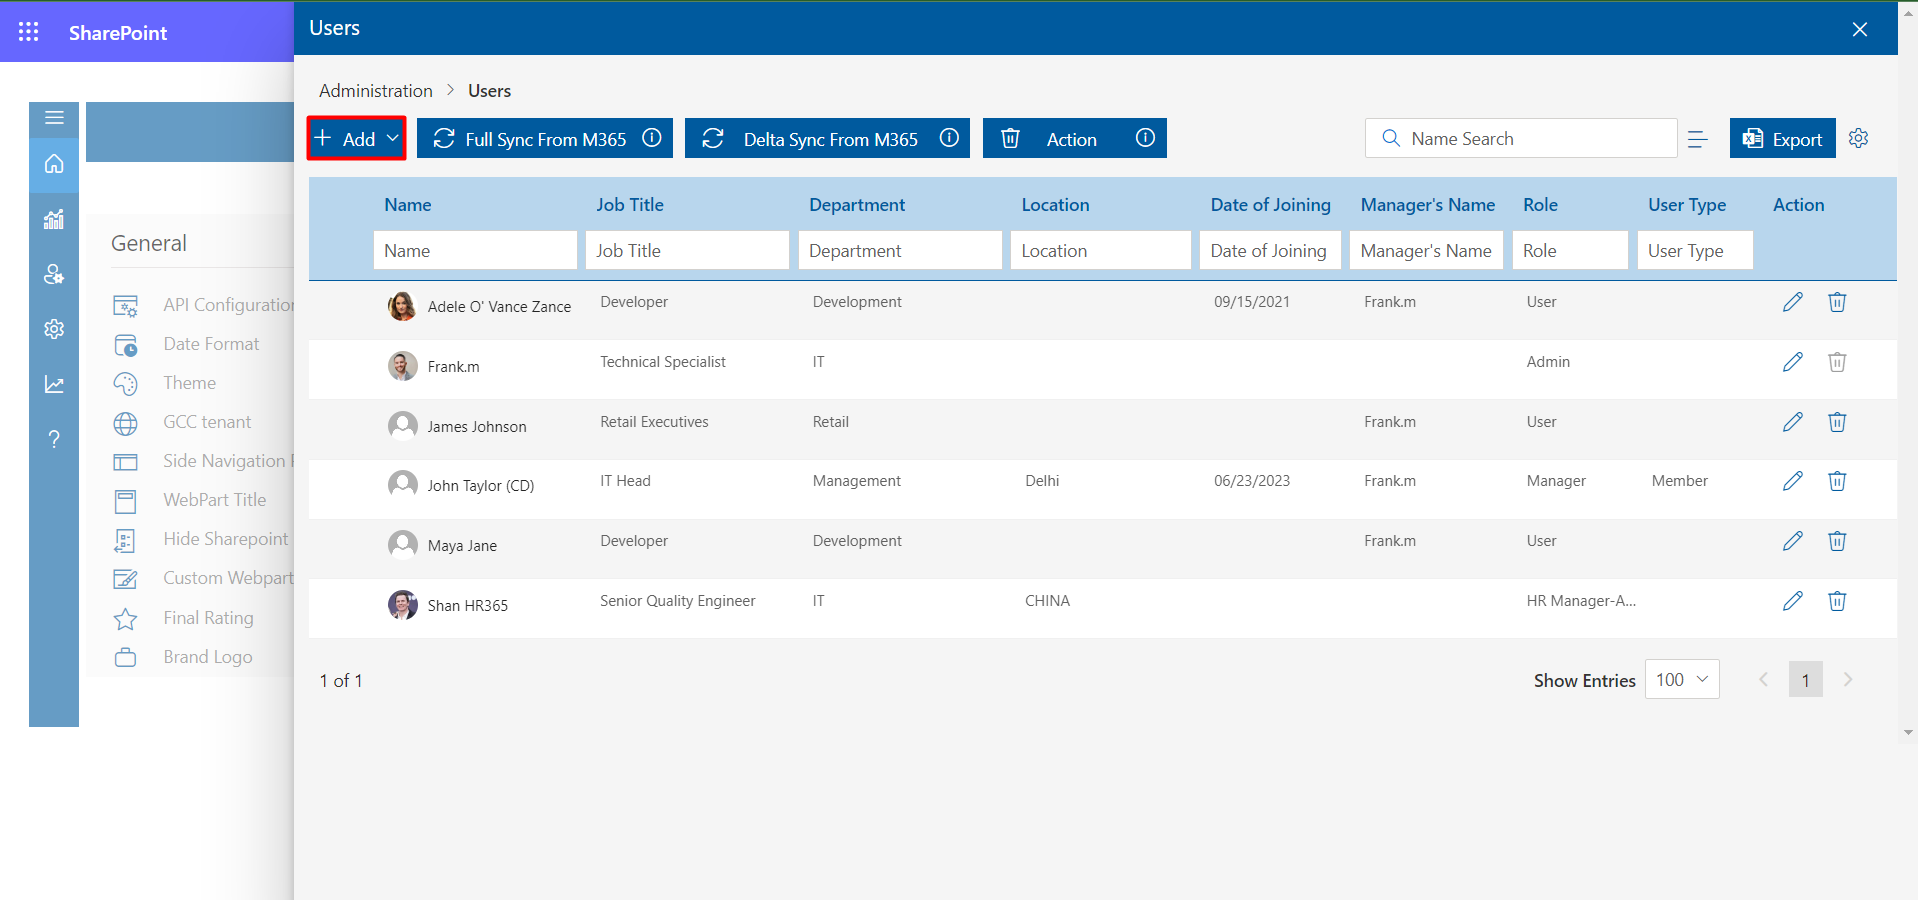 SharePoint
Users
Administration > Users
Add
Full Sync From M365
Delta Sync From M365
Action
Name Search
Export
General
API Configuration
Date Format
Theme
GCC tenant
Side Navigation
WebPart Title
Hide Sharepoint
Custom Webpart
Final Rating
Brand Logo
Name Job Title Department Location Date of Joining Manager's Name Role User Type Action
Name Job Title Department Location Date of Joining Manager's Name Role User Type
Adele O' Vance Zance Developer Development 09/15/2021 Frank.m User
Frank.m Technical Specialist IT Admin
James Johnson Retail Executives Retail Frank.m User
John Taylor (CD) IT Head Management Delhi 06/23/2023 Frank.m Manager Member
Maya Jane Developer Development Frank.m User
Shan HR365 Senior Quality Engineer IT CHINA HR Manager-A...
1 of 1
Show Entries 100 1